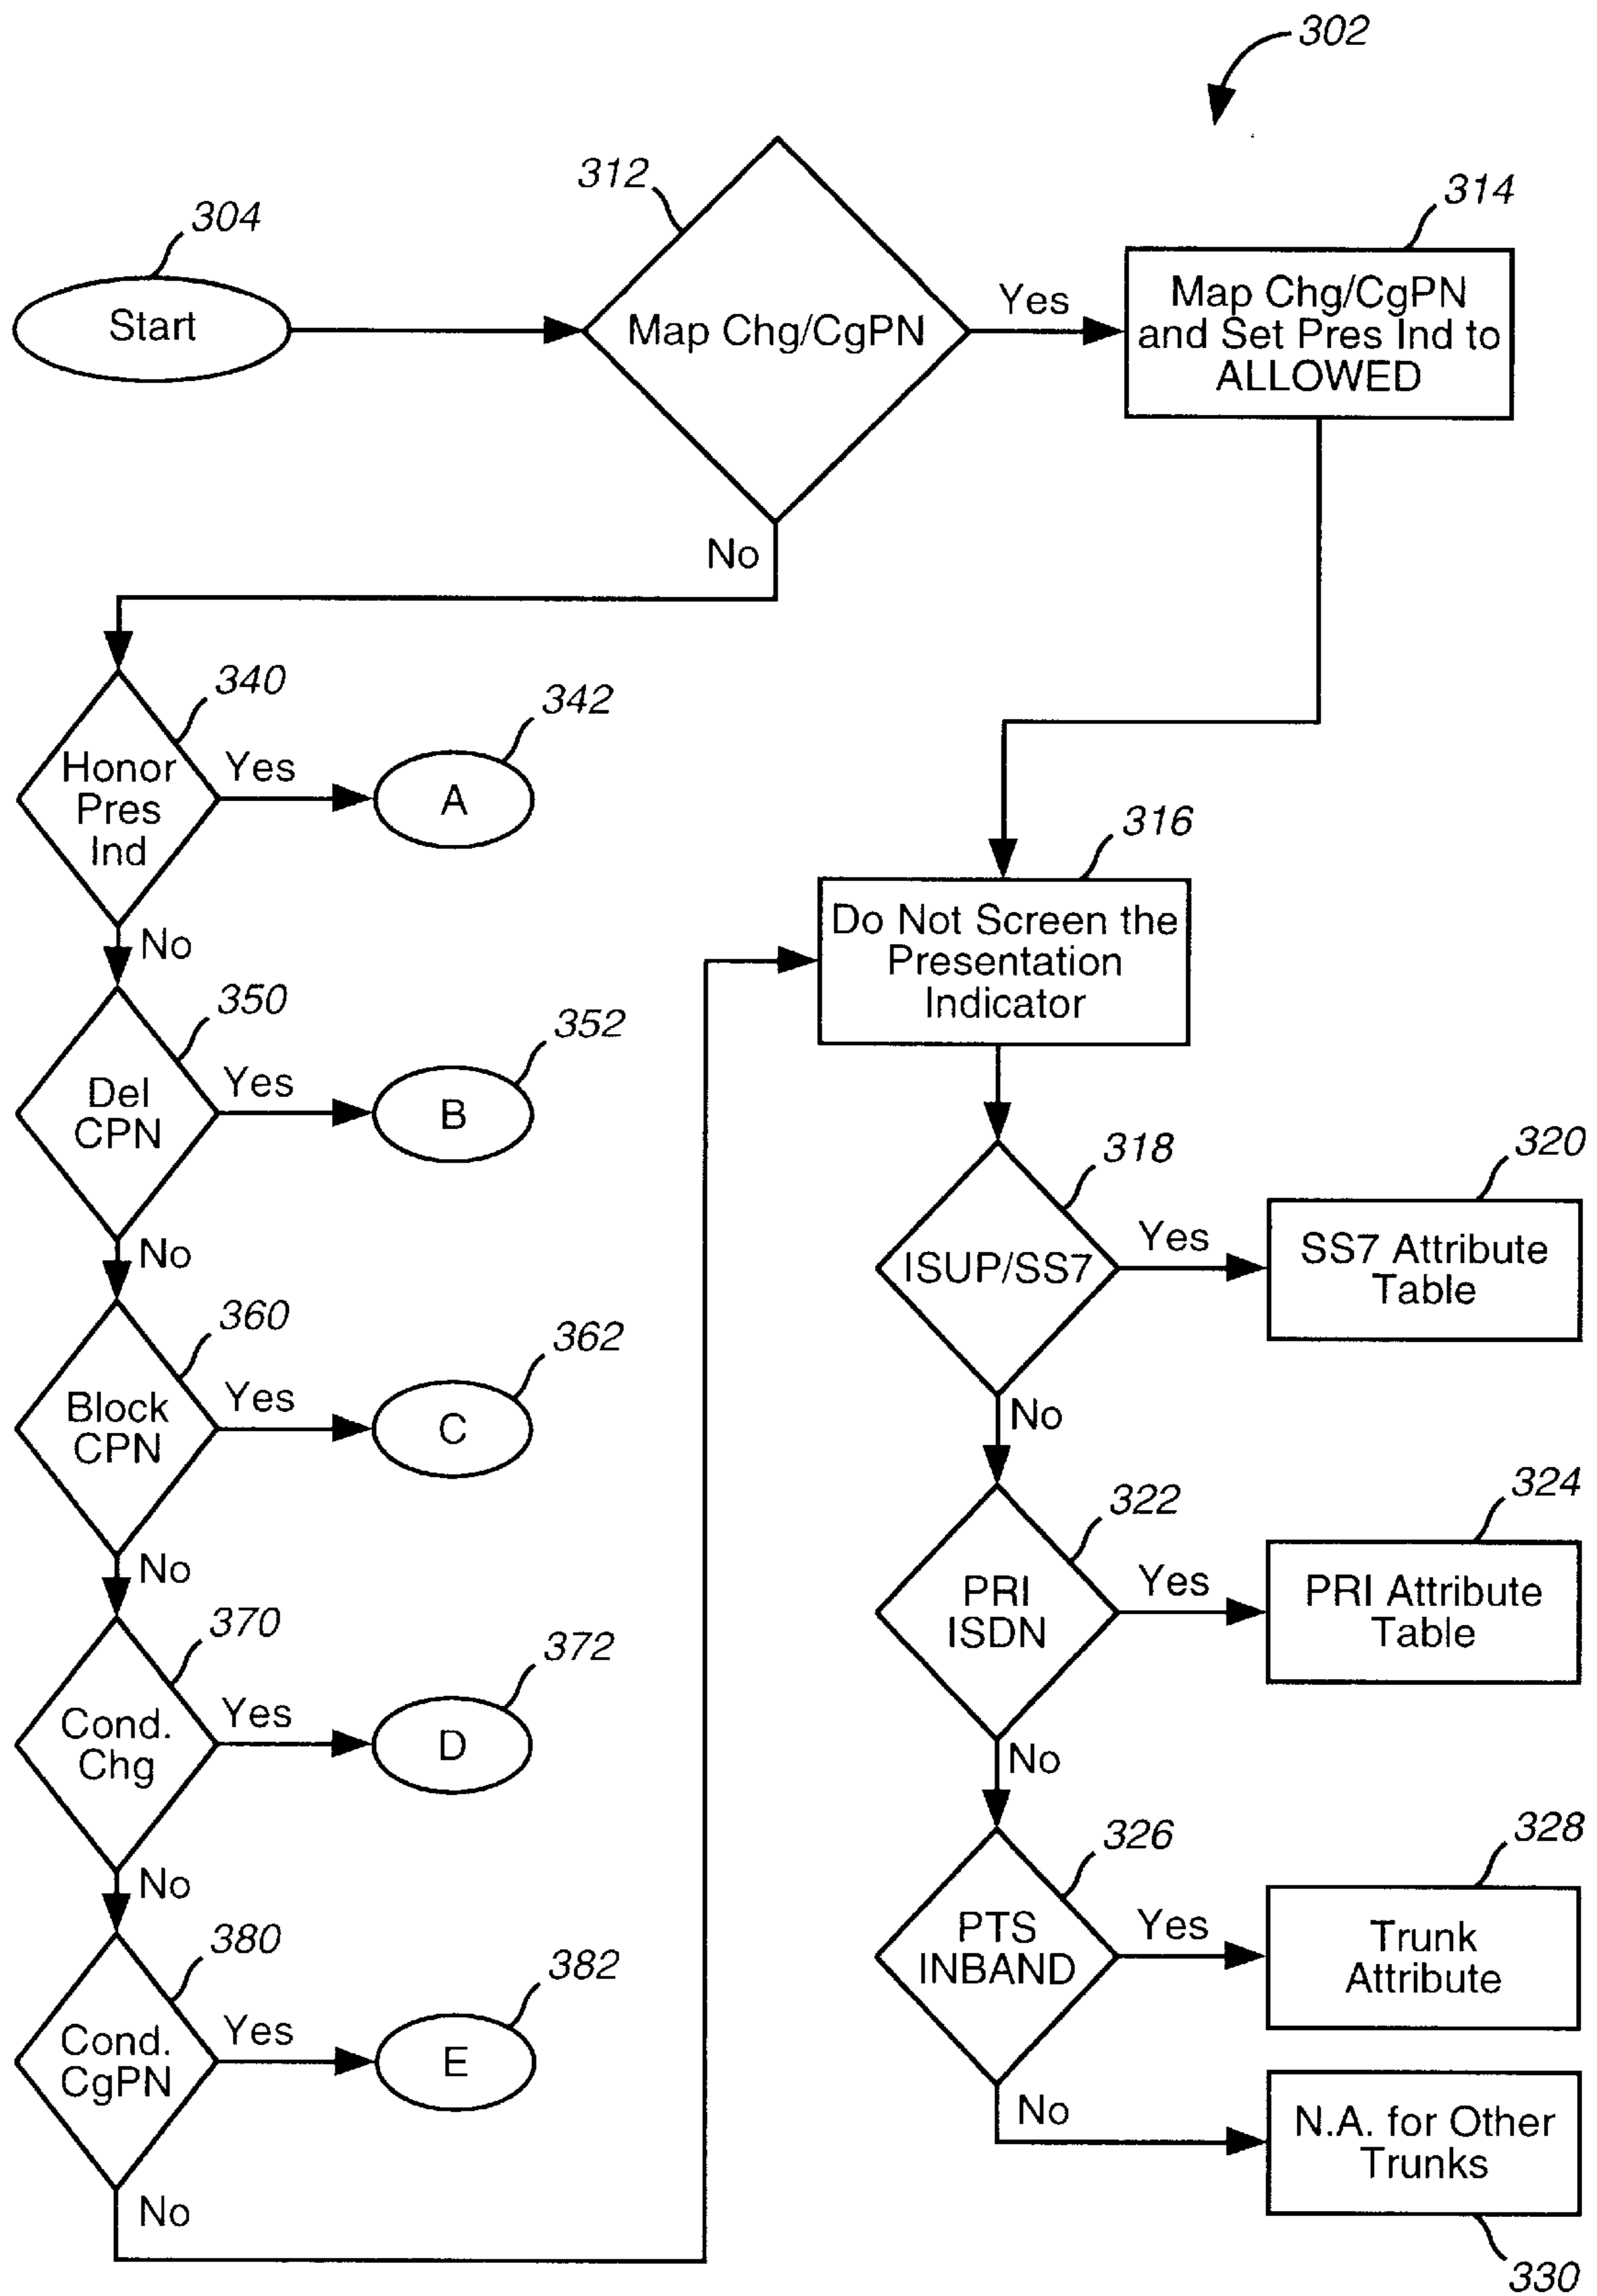 302
312
314
304
Start
Map Chg/CgPN
Yes
Map Chg/CgPN
and Set Pres Ind to
ALLOWED
No
340
342
Honor
Pres
Ind
Yes
A
No
316
Do Not Screen the
Presentation
Indicator
350
352
Del
CPN
Yes
B
No
318
320
ISUP/SS7
Yes
SS7 Attribute
Table
No
360
362
Block
CPN
Yes
C
No
322
324
PRI
ISDN
Yes
PRI Attribute
Table
No
370
372
Cond.
Chg
Yes
D
No
326
328
PTS
INBAND
Yes
Trunk
Attribute
No
380
382
Cond.
CgPN
Yes
E
No
N.A. for Other
Trunks
330